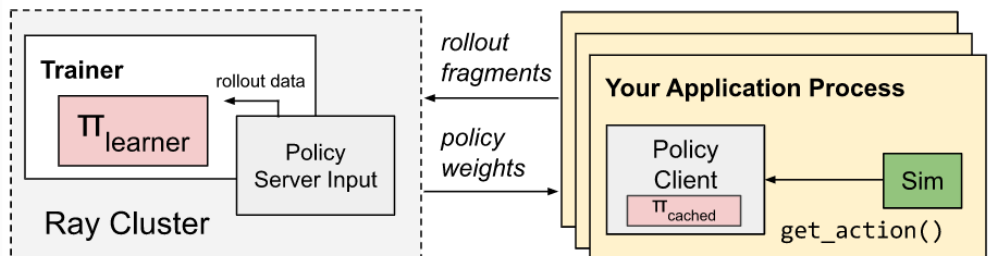 Trainer
rollout data
π learner
Policy
Server Input
Ray Cluster
rollout
fragments
policy
weights
Your Application Process
Policy
Client
π cached
Sim
get_action()